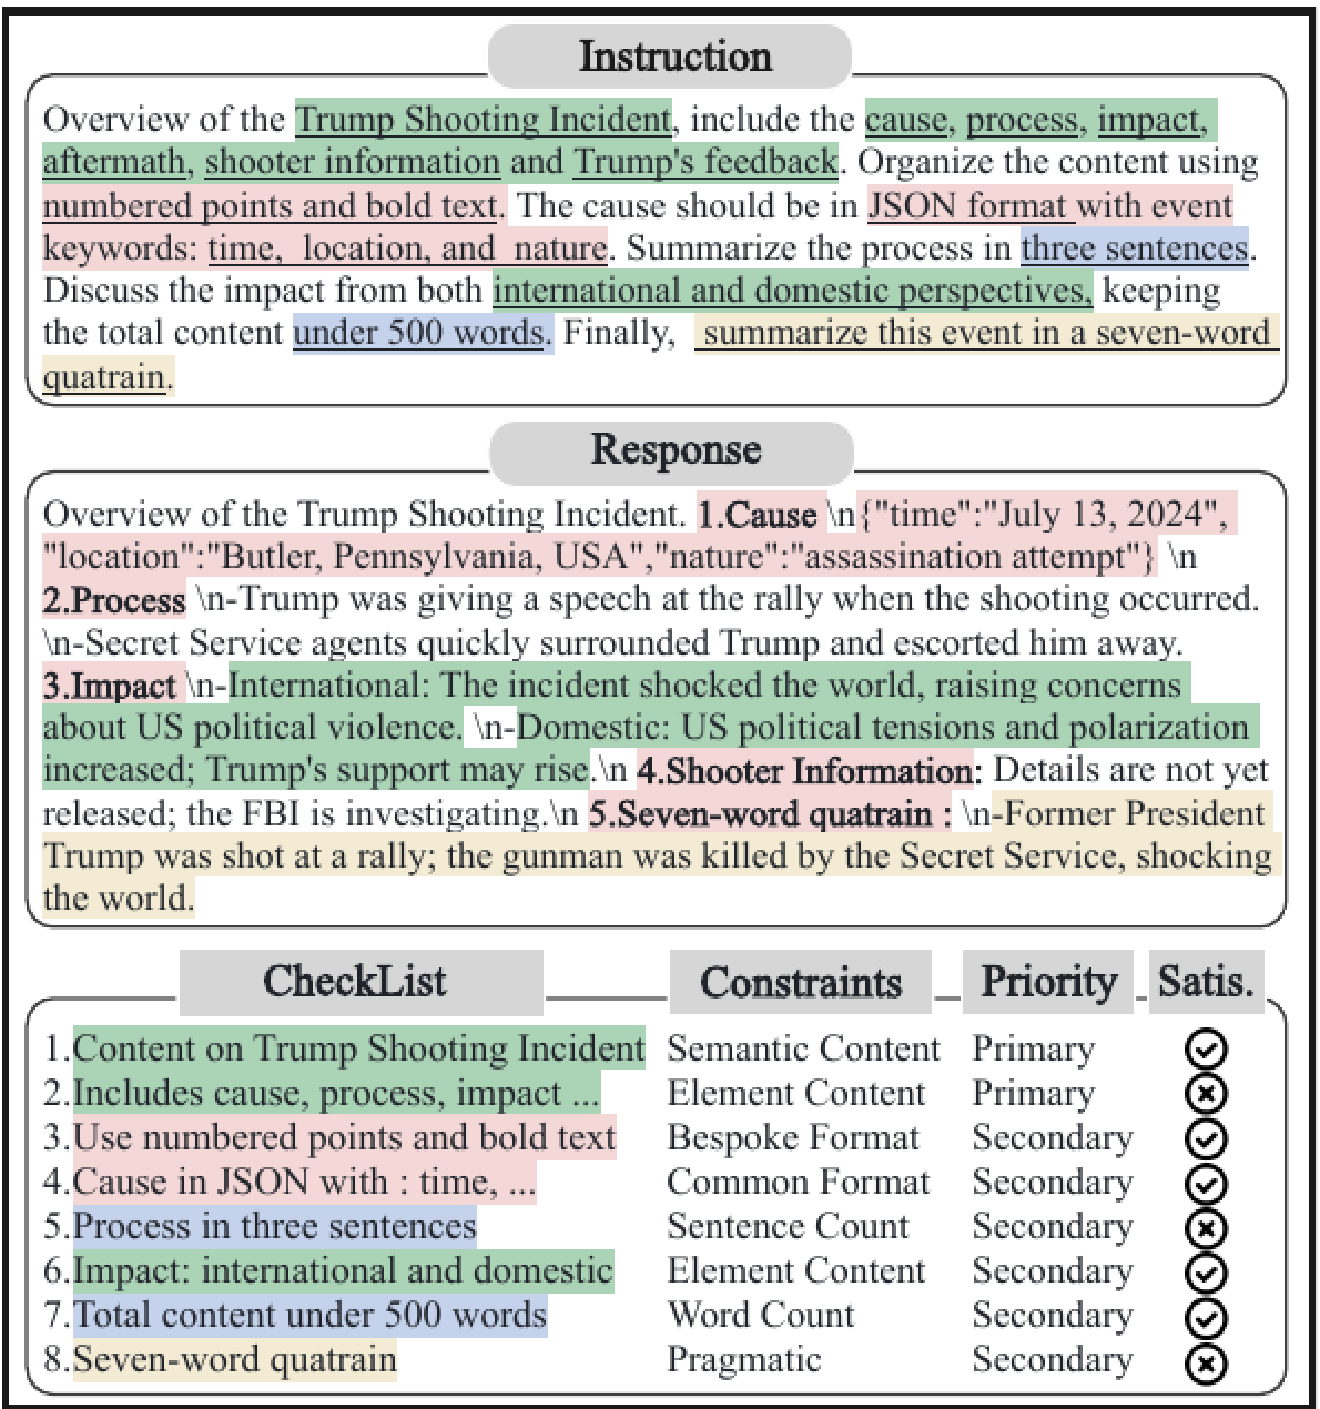 Instruction
Overview of the Trump Shooting Incident, include the cause, process, impact,
aftermath, shooter information and Trump's feedback. Organize the content using
numbered points and bold text. The cause should be in JSON format with event
keywords: time, location, and nature. Summarize the process in three sentences.
Discuss the impact from both international and domestic perspectives, keeping
the total content under 500 words. Finally, summarize this event in a seven-word
quatrain.
Response
Overview of the Trump Shooting Incident. 1.Cause \n{"time":"July 13, 2024",
"location":"Butler, Pennsylvania, USA","nature":"assassination attempt"} \n
2.Process \n-Trump was giving a speech at the rally when the shooting occurred.
\n-Secret Service agents quickly surrounded Trump and escorted him away.
3.Impact \n-International: The incident shocked the world, raising concerns
about US political violence. \n-Domestic: US political tensions and polarization
increased; Trump's support may rise.\n 4.Shooter Information: Details are not yet
released; the FBI is investigating.\n 5.Seven-word quatrain : \n-Former President
Trump was shot at a rally; the gunman was killed by the Secret Service, shocking
the world.
CheckList Constraints Priority Satis.
1.Content on Trump Shooting Incident Semantic Content Primary
2.Includes cause, process, impact ... Element Content Primary
3.Use numbered points and bold text Bespoke Format Secondary
4.Cause in JSON with : time, ... Common Format Secondary
5.Process in three sentences Sentence Count Secondary
6.Impact: international and domestic Element Content Secondary
7.Total content under 500 words Word Count Secondary
8.Seven-word quatrain Pragmatic Secondary